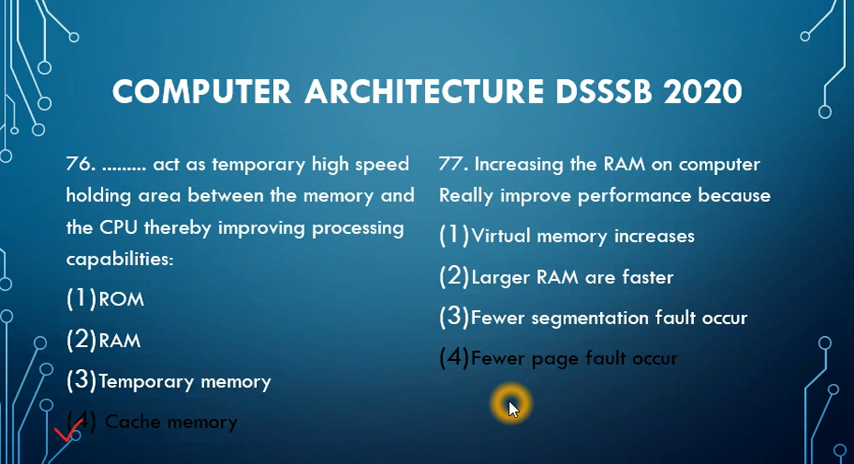 COMPUTER ARCHITECTURE DSSSB 2020
76. ......... act as temporary high speed
holding area between the memory and
the CPU thereby improving processing
capabilities:
(1)ROM
(2)RAM
(3)Temporary memory
(4) Cache memory
77. Increasing the RAM on computer
Really improve performance because
(1)Virtual memory increases
(2)Larger RAM are faster
(3)Fewer segmentation fault occur
(4)Fewer page fault occur